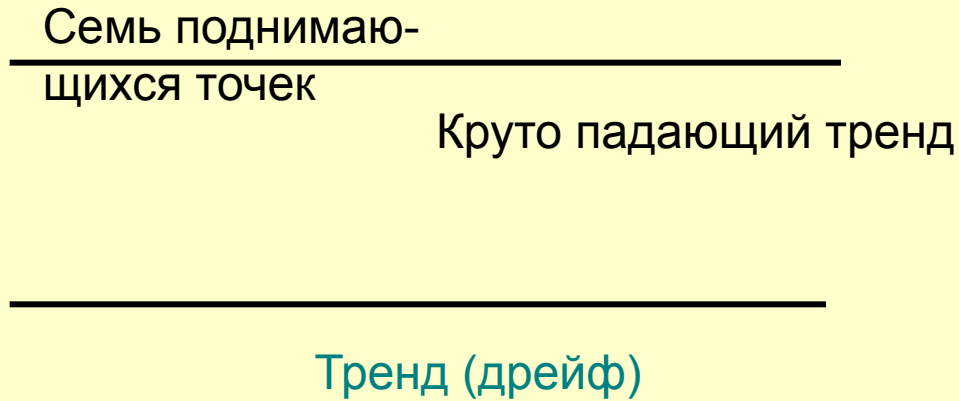 Семь поднимаю-
щихся точек
Круто падающий тренд
Тренд (дрейф)